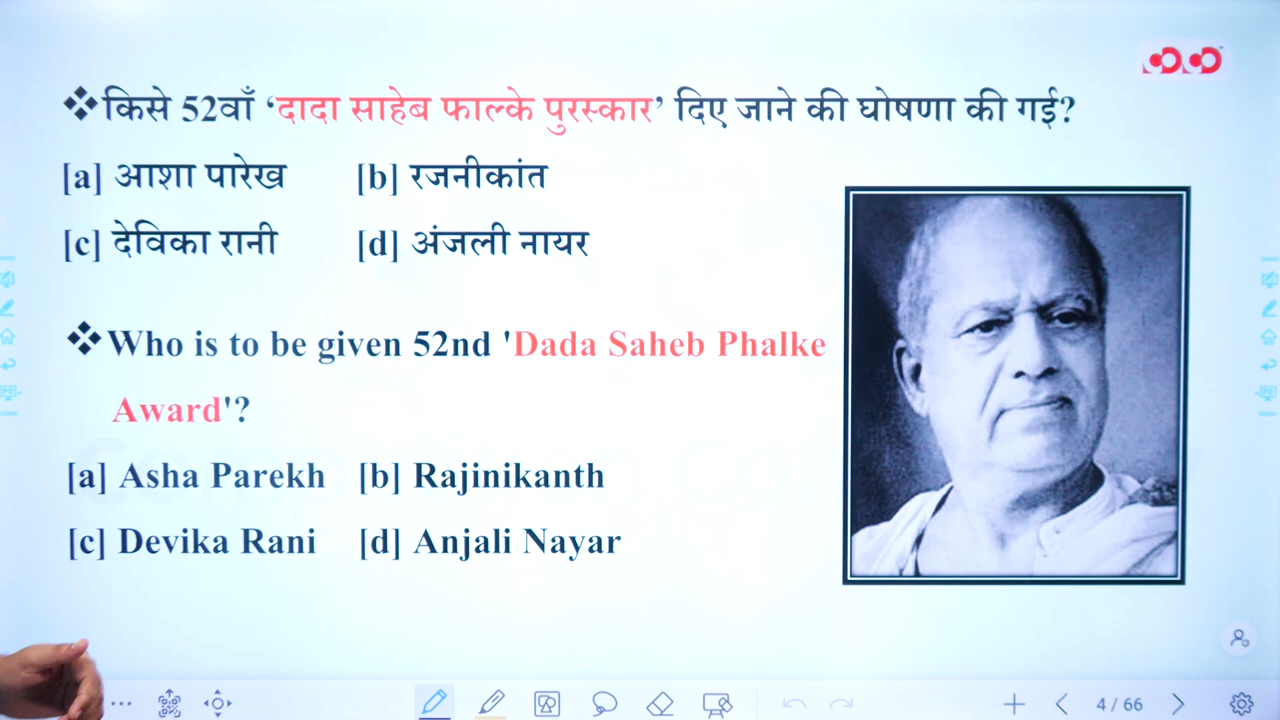 ❖किसे 52वाँ ‘दादा साहेब फाल्के पुरस्कार’ दिए जाने की घोषणा की गई?
[a] आशा पारेख [b] रजनीकांत
[c] देविका रानी [d] अंजली नायर
❖Who is to be given 52nd 'Dada Saheb Phalke
Award'?
[a] Asha Parekh [b] Rajinikanth
[c] Devika Rani [d] Anjali Nayar
4 / 66